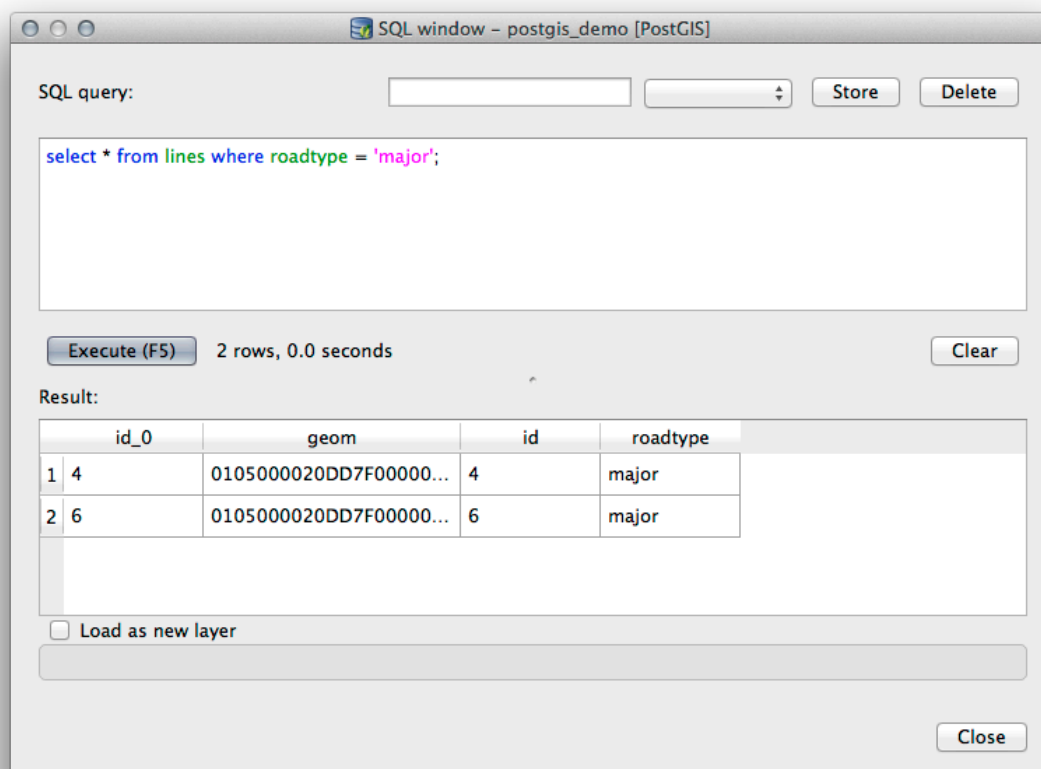 SQL window – postgis_demo [PostGIS]
SQL query: Store Delete
select * from lines where roadtype = 'major';
Execute (F5) 2 rows, 0.0 seconds Clear
Result:
id_0 geom id roadtype
1 4 0105000020DD7F00000... 4 major
2 6 0105000020DD7F00000... 6 major
Load as new layer
Close